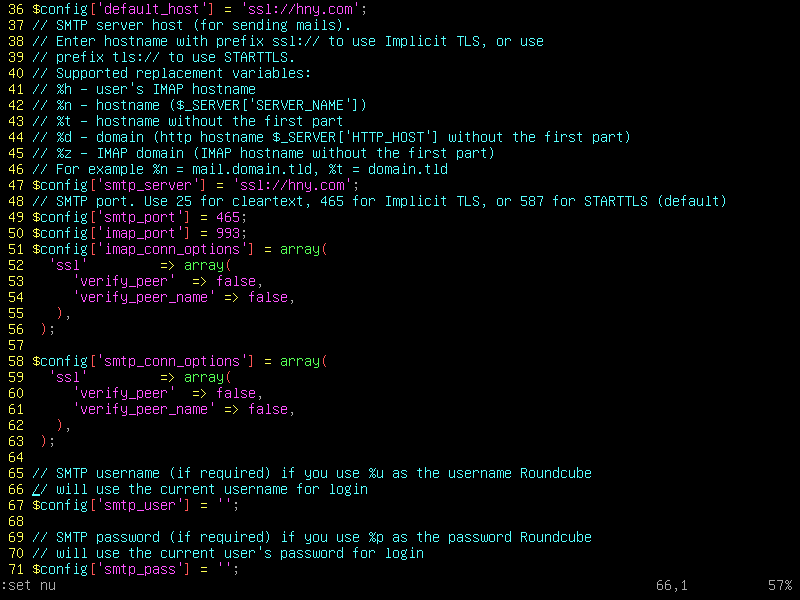 36 $config['default_host'] = 'ssl://hny.com';
37 // SMTP server host (for sending mails).
38 // Enter hostname with prefix ssl:// to use Implicit TLS, or use
39 // prefix tls:// to use STARTTLS.
40 // Supported replacement variables:
41 // %h - user's IMAP hostname
42 // %n - hostname ($_SERVER['SERVER_NAME'])
43 // %t - hostname without the first part
44 // %d - domain (http hostname $_SERVER['HTTP_HOST'] without the first part)
45 // %z - IMAP domain (IMAP hostname without the first part)
46 // For example %n = mail.domain.tld, %t = domain.tld
47 $config['smtp_server'] = 'ssl://hny.com';
48 // SMTP port. Use 25 for cleartext, 465 for Implicit TLS, or 587 for STARTTLS (default)
49 $config['smtp_port'] = 465;
50 $config['imap_port'] = 993;
51 $config['imap_conn_options'] = array(
52   'ssl'         => array(
53      'verify_peer'  => false,
54      'verify_peer_name' => false,
55    ),
56  );
57
58 $config['smtp_conn_options'] = array(
59   'ssl'         => array(
60      'verify_peer'  => false,
61      'verify_peer_name' => false,
62    ),
63  );
64
65 // SMTP username (if required) if you use %u as the username Roundcube
66 // will use the current username for login
67 $config['smtp_user'] = '';
68
69 // SMTP password (if required) if you use %p as the password Roundcube
70 // will use the current user's password for login
71 $config['smtp_pass'] = '';
:set nu                                                                           66,1          57%